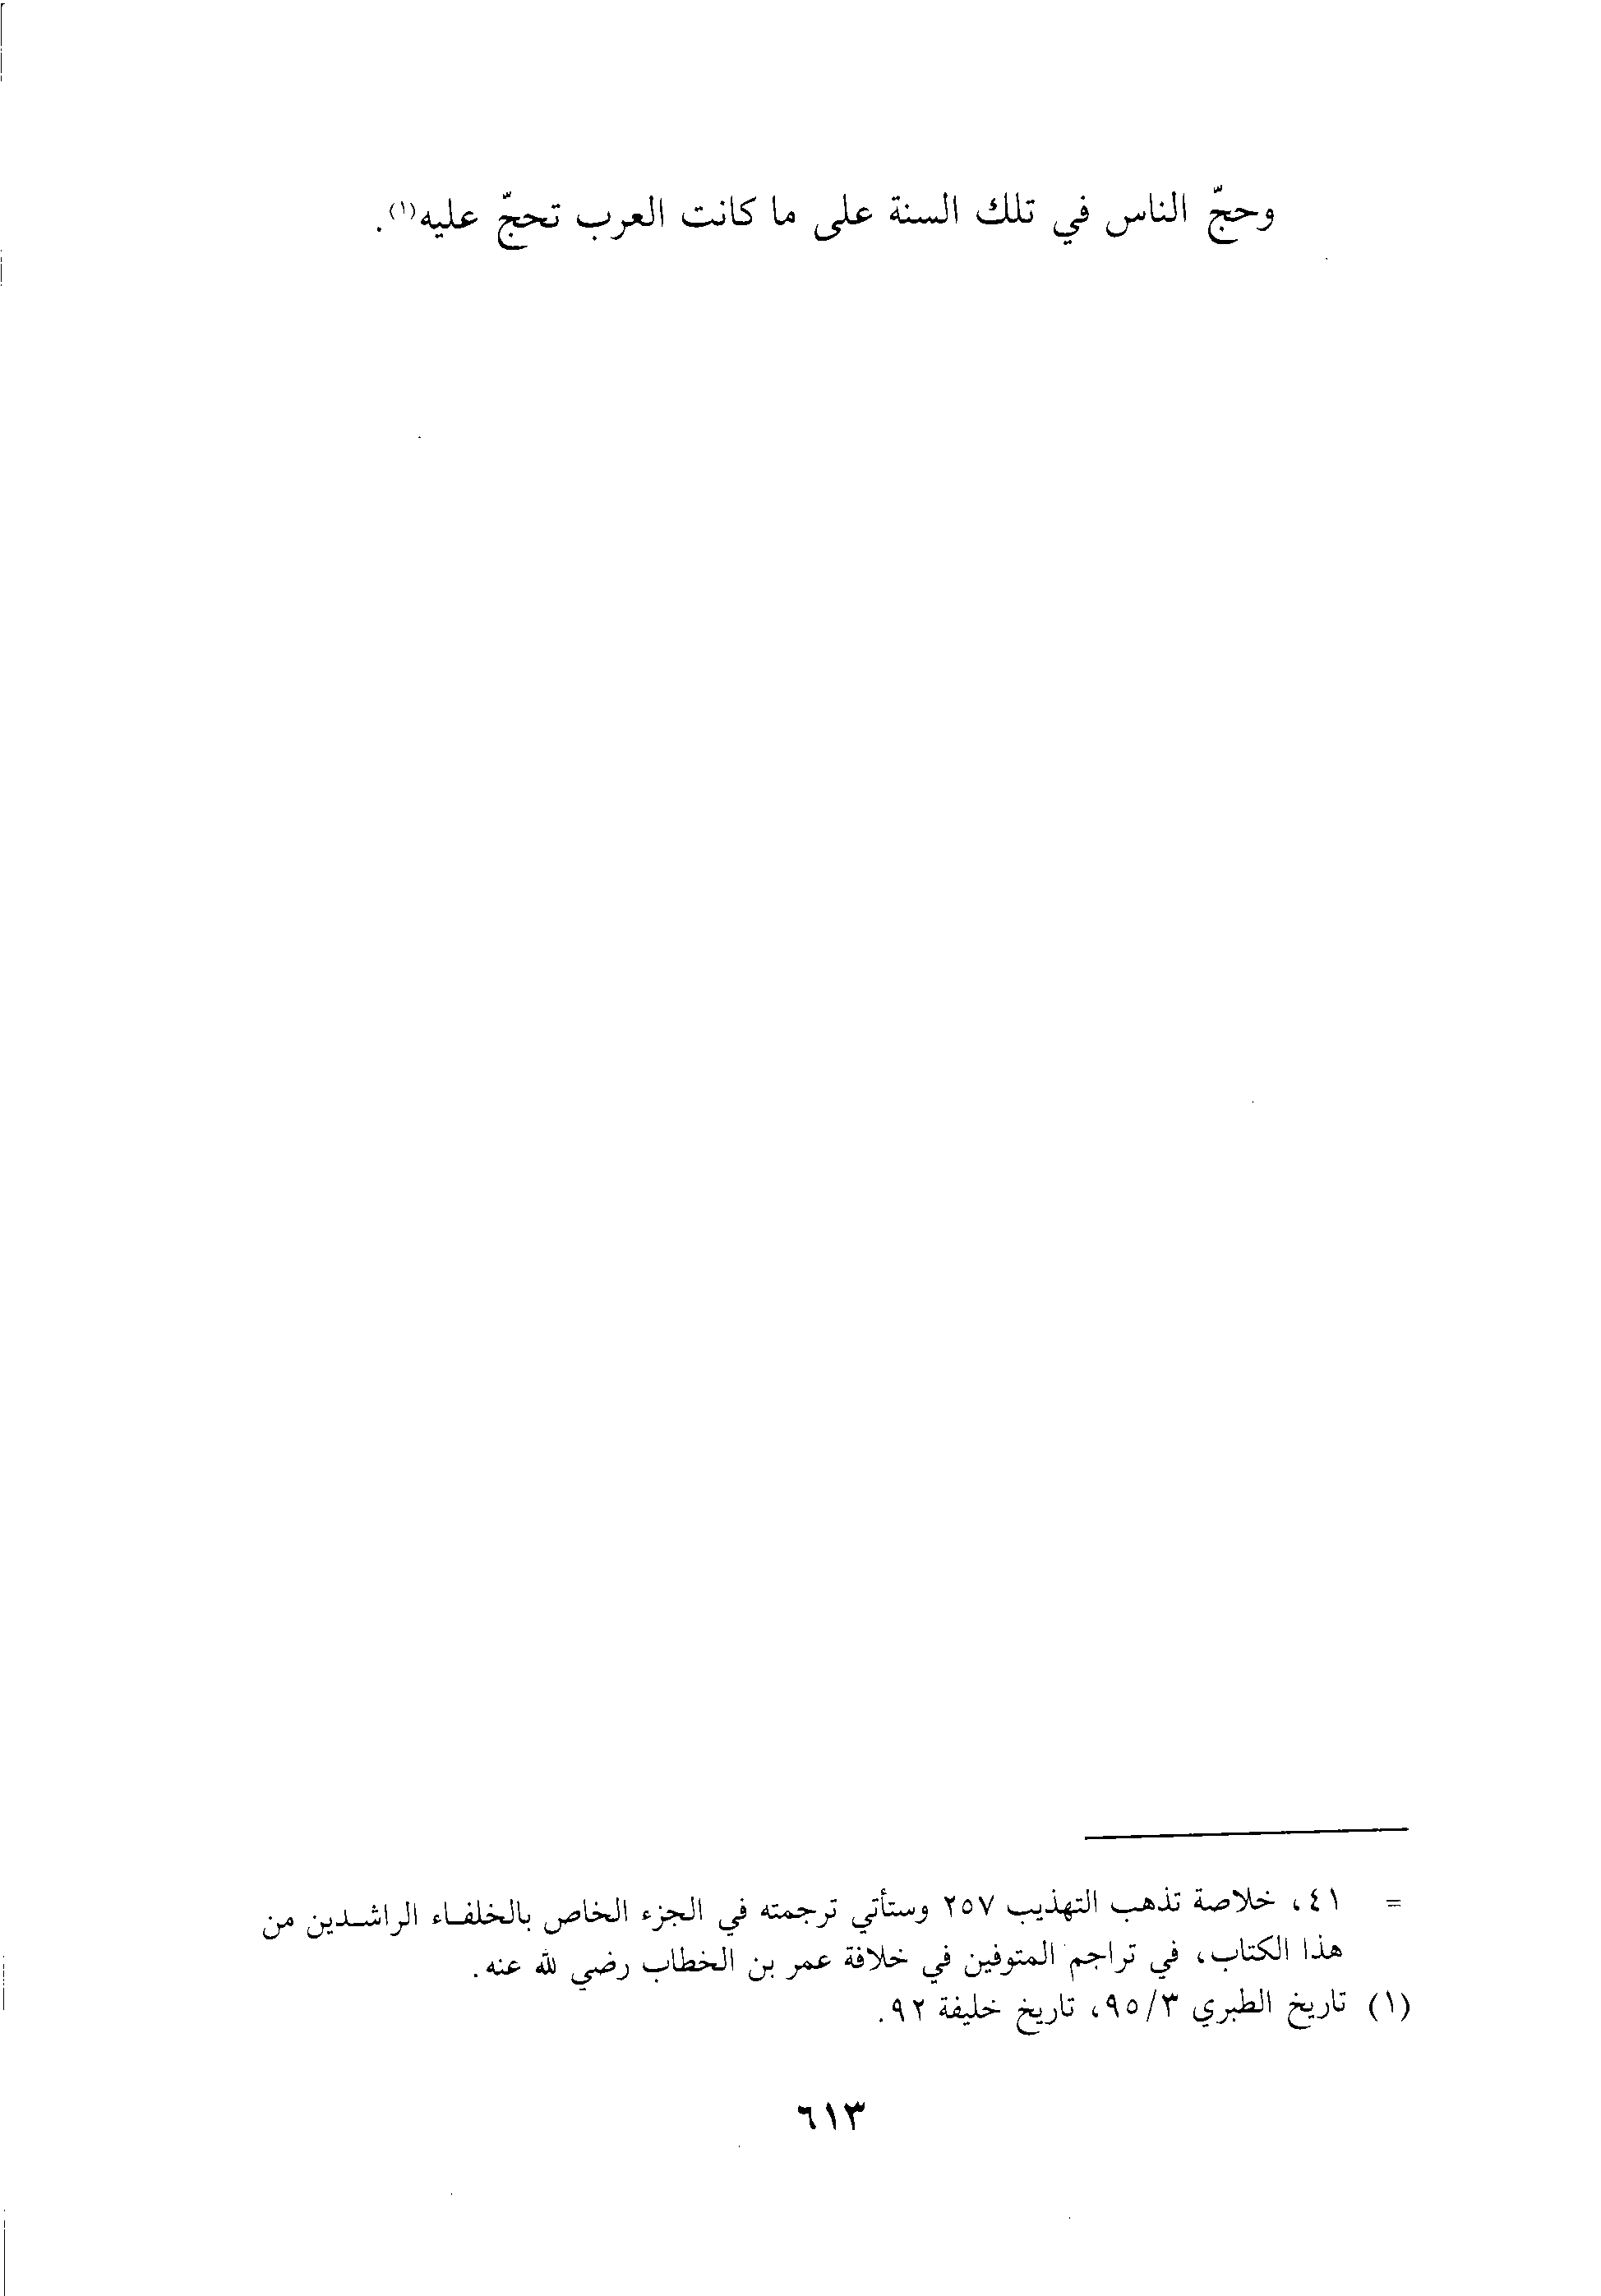 وحجّ الناس في تلك السنة على ما كانت العرب تحجّ عليه(١).
= ٤١، خلاصة تذهب التهذيب ٢٥٧ وستأتي ترجمته في الجزء الخاص بالخلفاء الراشدين من
هذا الكتاب، في تراجم المتوفين في خلافة عمر بن الخطاب رضي لله عنه.
(١) تاريخ الطبري ٩٥/٣، تاريخ خليفة ٩٢.
٦١٣